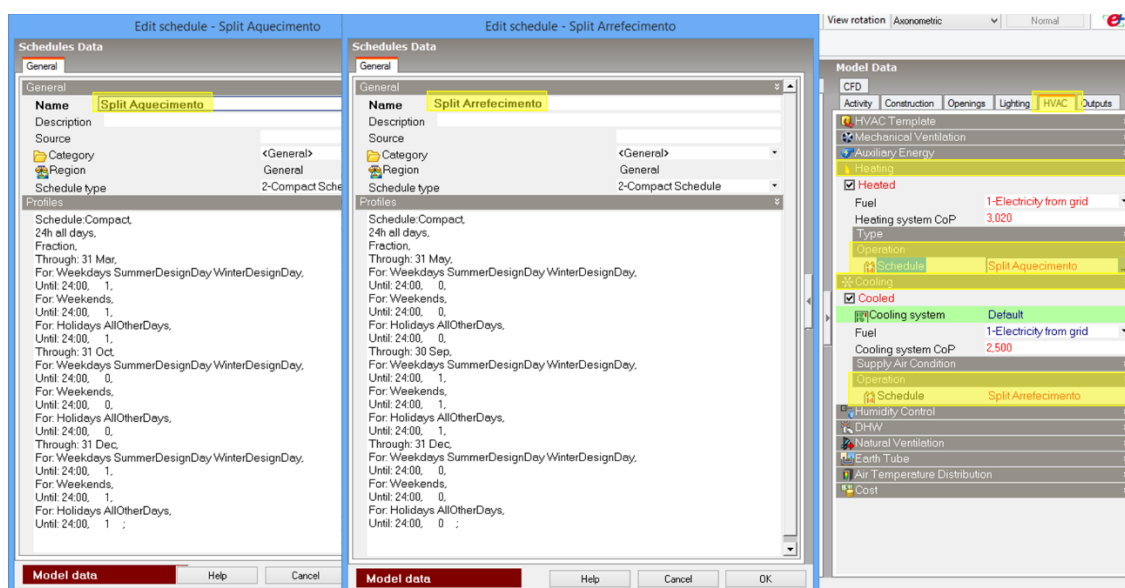 Edit schedule - Split Aquecimento
Schedules Data
General
General
Name Split Aquecimento
Description
Source
Category <General>
Region General
Schedule type 2-Compact Sche
Profiles
Schedule:Compact,
24h all days,
Fraction,
Through: 31 Mar,
For: Weekdays SummerDesignDay WinterDesignDay,
Until: 24:00, 1,
For: Weekends,
Until: 24:00, 1,
For: Holidays AllOtherDays,
Until: 24:00, 1,
Through: 31 Oct,
For: Weekdays SummerDesignDay WinterDesignDay,
Until: 24:00, 0,
For: Weekends,
Until: 24:00, 0,
For: Holidays AllOtherDays,
Until: 24:00, 0,
Through: 31 Dec,
For: Weekdays SummerDesignDay WinterDesignDay,
Until: 24:00, 1,
For: Weekends,
Until: 24:00, 1,
For: Holidays AllOtherDays,
Until: 24:00, 1 ;
Model data Help Cancel
Edit schedule - Split Arrefecimento
Schedules Data
General
General
Name Split Arrefecimento
Description
Source
Category <General>
Region General
Schedule type 2-Compact Schedule
Profiles
Schedule:Compact,
24h all days,
Fraction,
Through: 31 May,
For: Weekdays SummerDesignDay WinterDesignDay,
Until: 24:00, 0,
For: Weekends,
Until: 24:00, 0,
For: Holidays AllOtherDays,
Until: 24:00, 0,
Through: 30 Sep,
For: Weekdays SummerDesignDay WinterDesignDay,
Until: 24:00, 1,
For: Weekends,
Until: 24:00, 1,
For: Holidays AllOtherDays,
Until: 24:00, 1,
Through: 31 Dec,
For: Weekdays SummerDesignDay WinterDesignDay,
Until: 24:00, 0,
For: Weekends,
Until: 24:00, 0,
For: Holidays AllOtherDays,
Until: 24:00, 0 ;
Model data Help Cancel OK
View rotation Axonometric Normal
Model Data
CFD
Activity Construction Openings Lighting HVAC Outputs
HVAC Template
Mechanical Ventilation
Auxiliary Energy
Heating
Heated
Fuel 1-Electricity from grid
Heating system CoP 3,020
Type
Operation
Schedule Split Aquecimento ...
Cooling
Cooled
Cooling system Default
Fuel 1-Electricity from grid
Cooling system CoP 2,500
Supply Air Condition
Operation
Schedule Split Arrefecimento
Humidity Control
DHW
Natural Ventilation
Earth Tube
Air Temperature Distribution
Cost